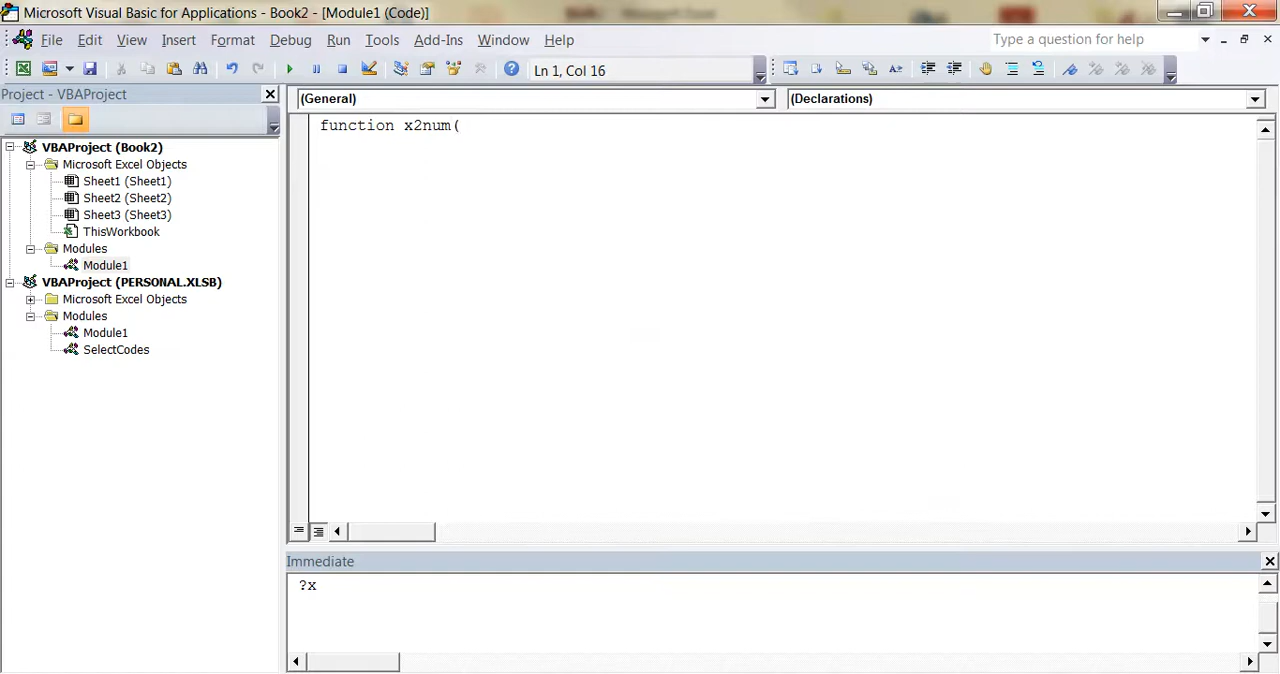 Microsoft Visual Basic for Applications - Book2 - [Module1 (Code)]
File Edit View Insert Format Debug Run Tools Add-Ins Window Help
Type a question for help
Ln 1, Col 16
Project - VBAProject
(General)
(Declarations)
VBAProject (Book2)
Microsoft Excel Objects
Sheet1 (Sheet1)
Sheet2 (Sheet2)
Sheet3 (Sheet3)
ThisWorkbook
Modules
Module1
VBAProject (PERSONAL.XLSB)
Microsoft Excel Objects
Modules
Module1
SelectCodes
function x2num(
Immediate
?x